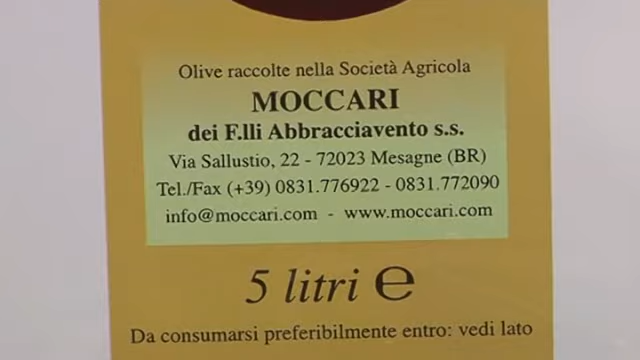 Olive raccolte nella Società Agricola
MOCCARI
dei F.lli Abbracciavento s.s.
Via Sallustio, 22 - 72023 Mesagne (BR)
Tel./Fax (+39) 0831.776922 - 0831.772090
info@moccari.com - www.moccari.com
5 litri ℮
Da consumarsi preferibilmente entro: vedi lato